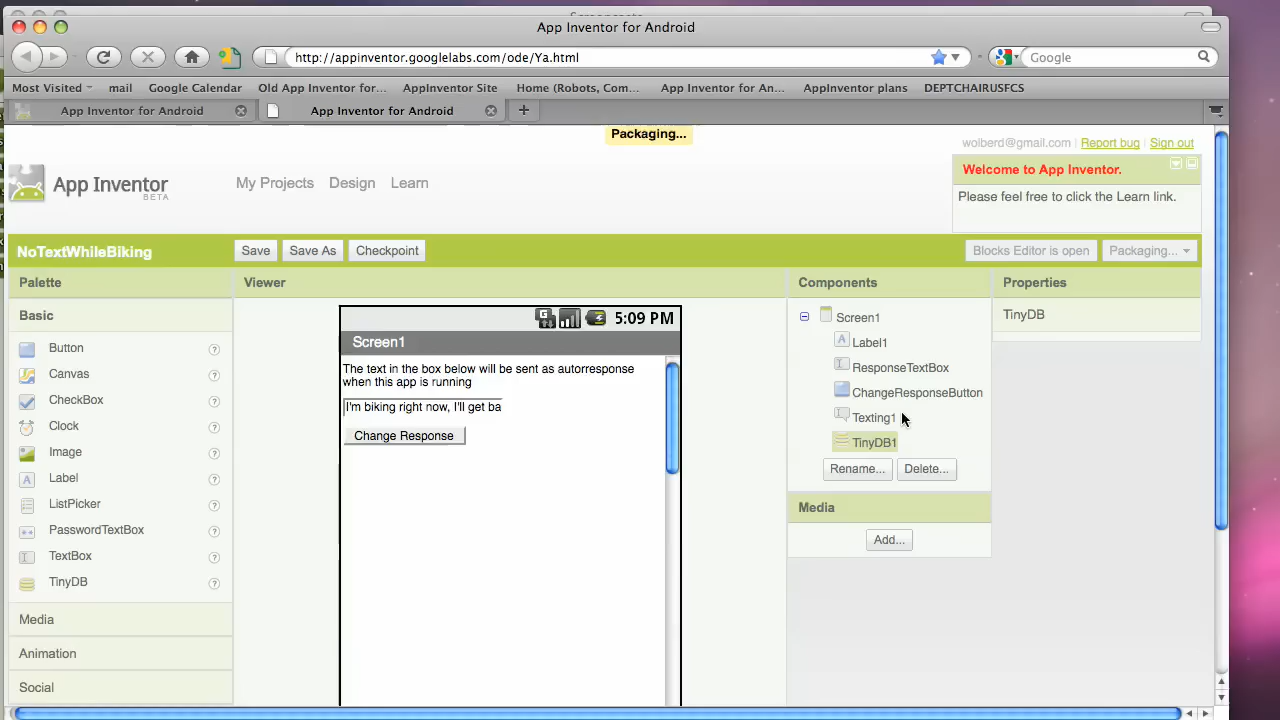 App Inventor for Android
http://appinventor.googlelabs.com/ode/Ya.html
Google
Most Visited
mail
Google Calendar
Old App Inventor for...
AppInventor Site
Home (Robots, Com...
App Inventor for An...
AppInventor plans
DEPTCHAIRUSFCS
App Inventor for Android
App Inventor for Android
Packaging...
wolberd@gmail.com | Report bug | Sign out
App Inventor
BETA
My Projects
Design
Learn
Welcome to App Inventor.
Please feel free to click the Learn link.
NoTextWhileBiking
Save
Save As
Checkpoint
Blocks Editor is open
Packaging...
Palette
Basic
Button
?
Canvas
?
CheckBox
?
Clock
?
Image
?
Label
?
ListPicker
?
PasswordTextBox
?
TextBox
?
TinyDB
?
Media
Animation
Social
Viewer
5:09 PM
Screen1
The text in the box below will be sent as autorresponse
when this app is running
I'm biking right now, I'll get ba
Change Response
Components
Screen1
Label1
ResponseTextBox
ChangeResponseButton
Texting1
TinyDB1
Rename...
Delete...
Media
Add...
Properties
TinyDB